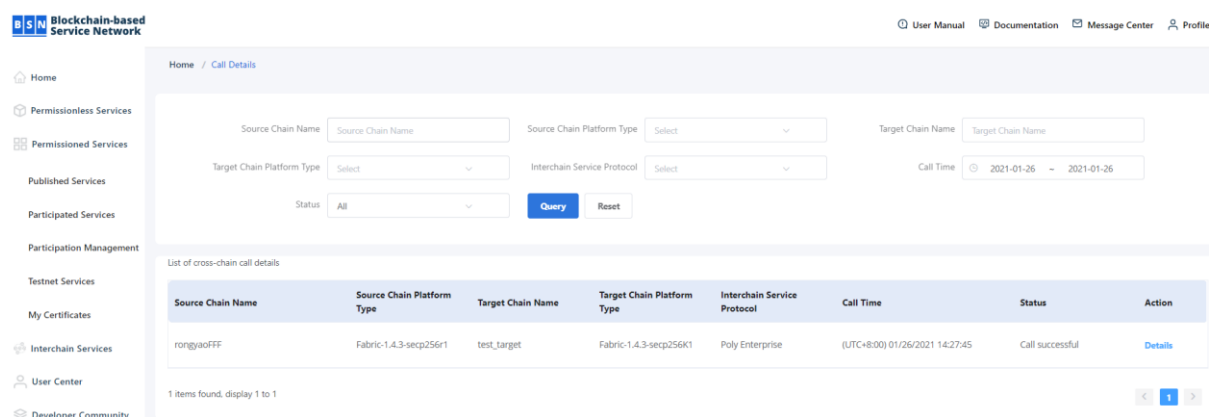 BSN Blockchain-based
Service Network
User Manual Documentation Message Center Profile
Home
Permissionless Services
Permissioned Services
Published Services
Participated Services
Participation Management
Testnet Services
My Certificates
Interchain Services
User Center
Developer Community
Home / Call Details
Source Chain Name Source Chain Name Source Chain Platform Type Select Target Chain Name Target Chain Name
Target Chain Platform Type Select Interchain Service Protocol Select Call Time 2021-01-26 ~ 2021-01-26
Status All Query Reset
List of cross-chain call details
Source Chain Name Source Chain Platform Type Target Chain Name Target Chain Platform Type Interchain Service Protocol Call Time Status Action
rongyaoFFF Fabric-1.4.3-secp256r1 test_target Fabric-1.4.3-secp256K1 Poly Enterprise (UTC+8:00) 01/26/2021 14:27:45 Call successful Details
1 items found, display 1 to 1
< 1 >